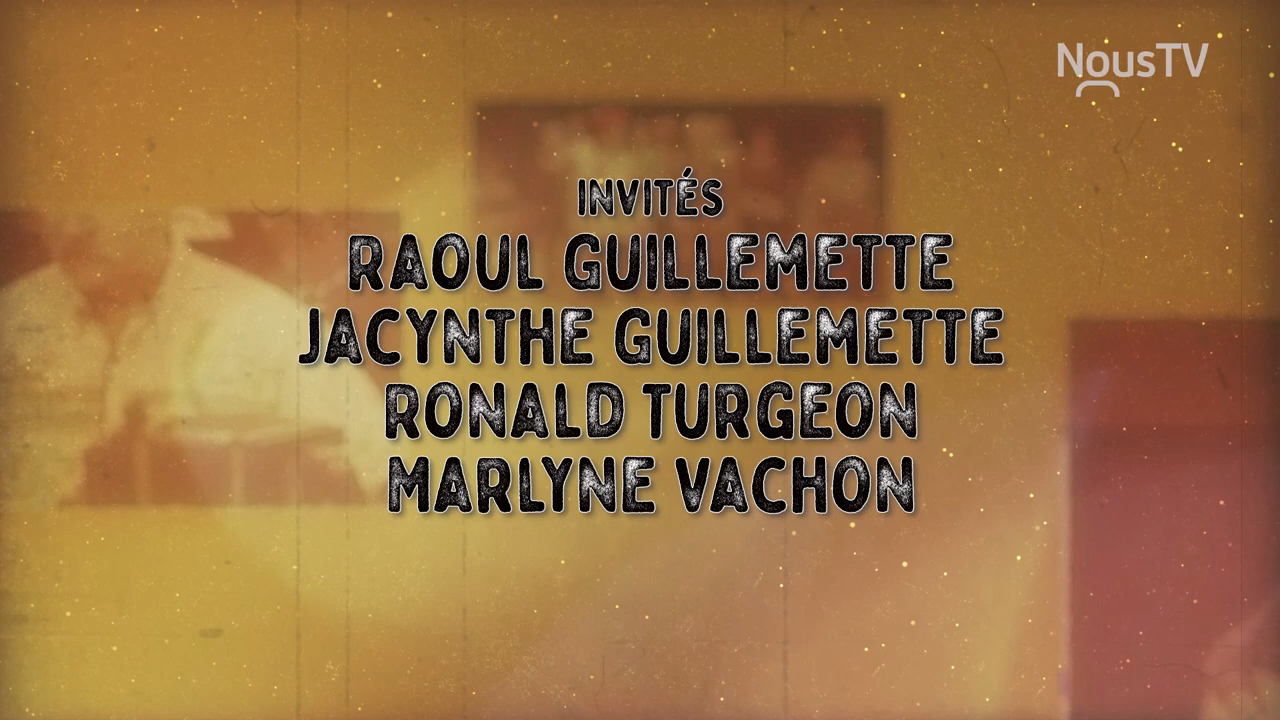 NousTV
INVITÉS
RAOUL GUILLEMETTE
JACYNTHE GUILLEMETTE
RONALD TURGEON
MARLYNE VACHON